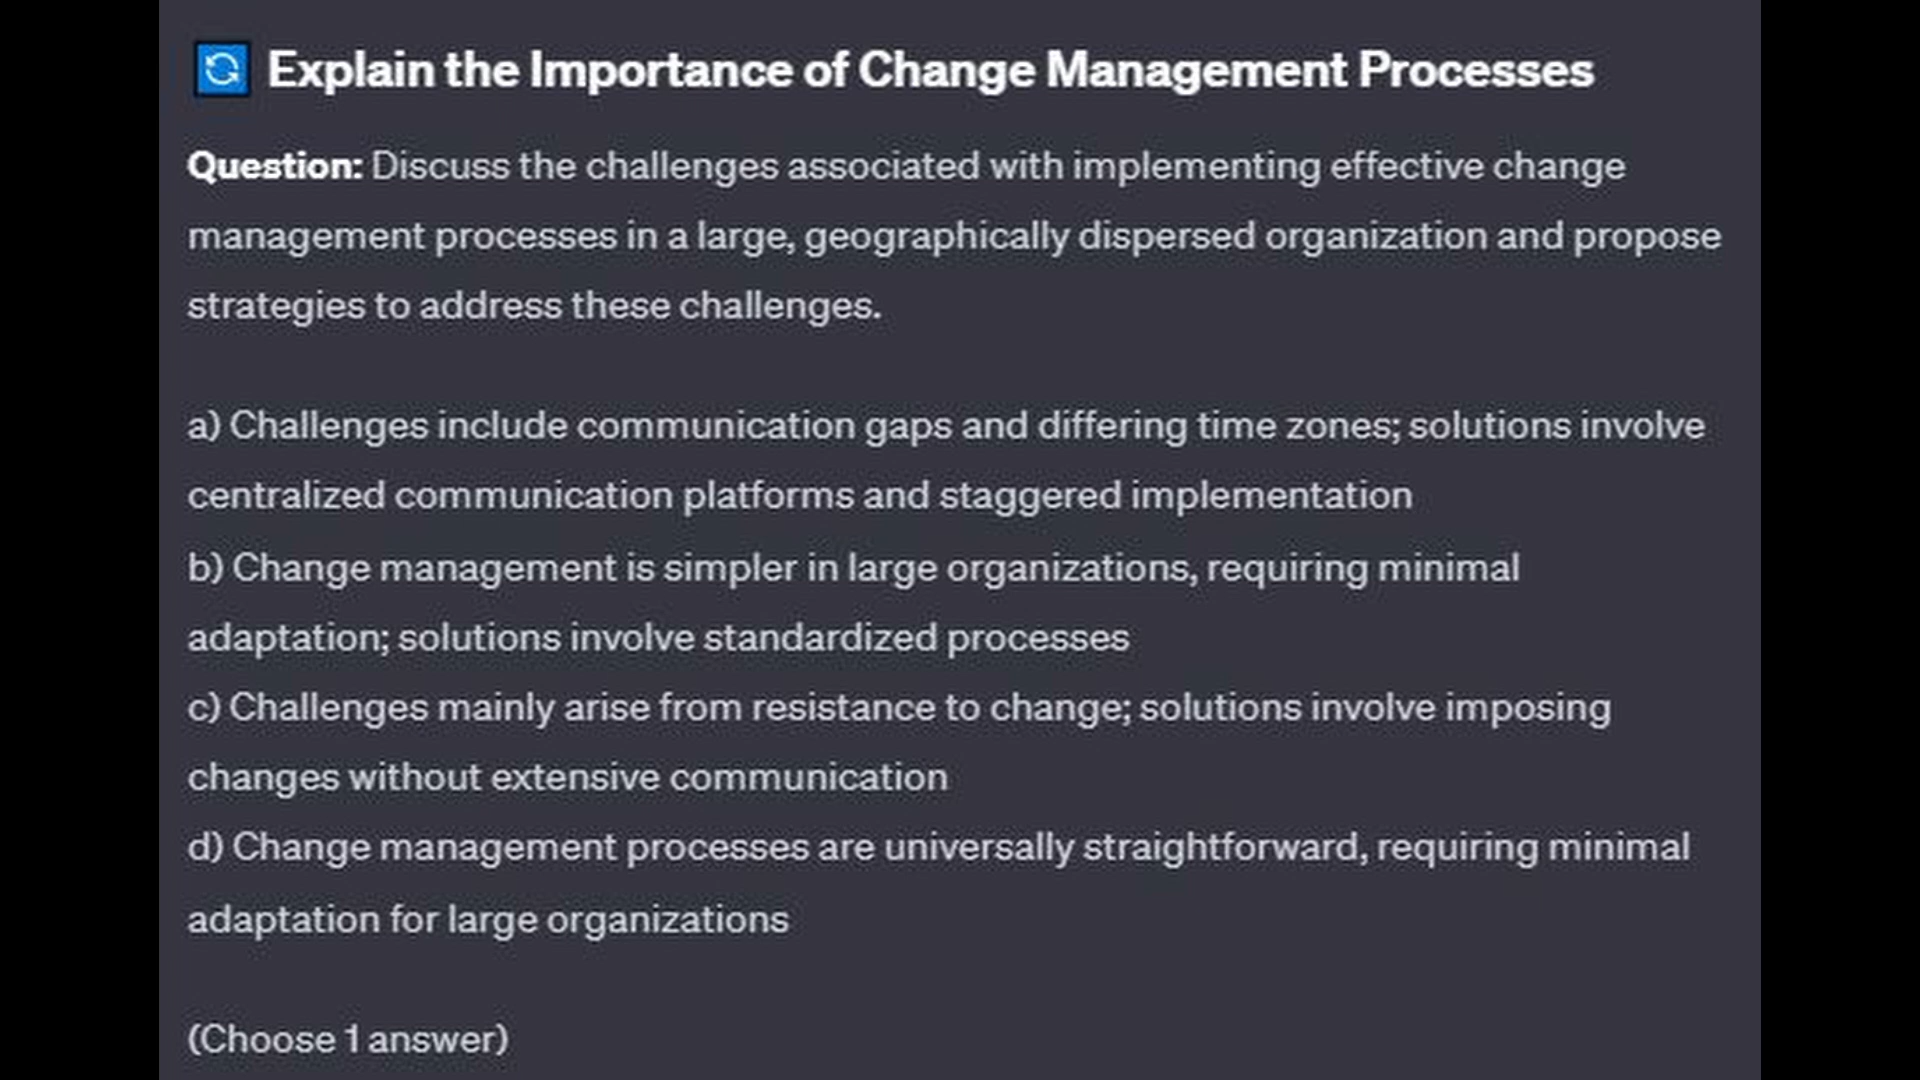 Explain the Importance of Change Management Processes
Question: Discuss the challenges associated with implementing effective change
management processes in a large, geographically dispersed organization and propose
strategies to address these challenges.
a) Challenges include communication gaps and differing time zones; solutions involve
centralized communication platforms and staggered implementation
b) Change management is simpler in large organizations, requiring minimal
adaptation; solutions involve standardized processes
c) Challenges mainly arise from resistance to change; solutions involve imposing
changes without extensive communication
d) Change management processes are universally straightforward, requiring minimal
adaptation for large organizations
(Choose 1 answer)